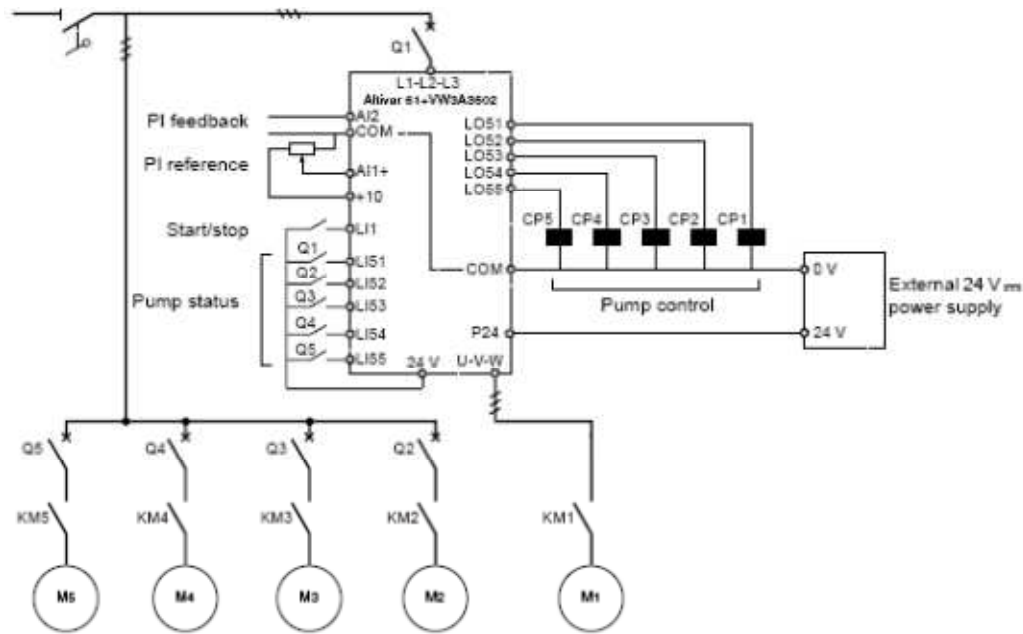 Q1
L1-L2-L3
Altivar 61+VW3A3502
PI feedback
AI2
COM
PI reference
AI1+
+10
LO51
LO52
LO53
LO54
LO55
CP5
CP4
CP3
CP2
CP1
Start/stop
LI1
Pump status
Q1
LI51
Q2
LI52
Q3
LI53
Q4
LI54
Q5
LI55
COM
0 V
Pump control
External 24 V
power supply
P24
24 V
24 V
U-V-W
Q5
Q4
Q3
Q2
KM5
KM4
KM3
KM2
KM1
M5
M4
M3
M2
M1